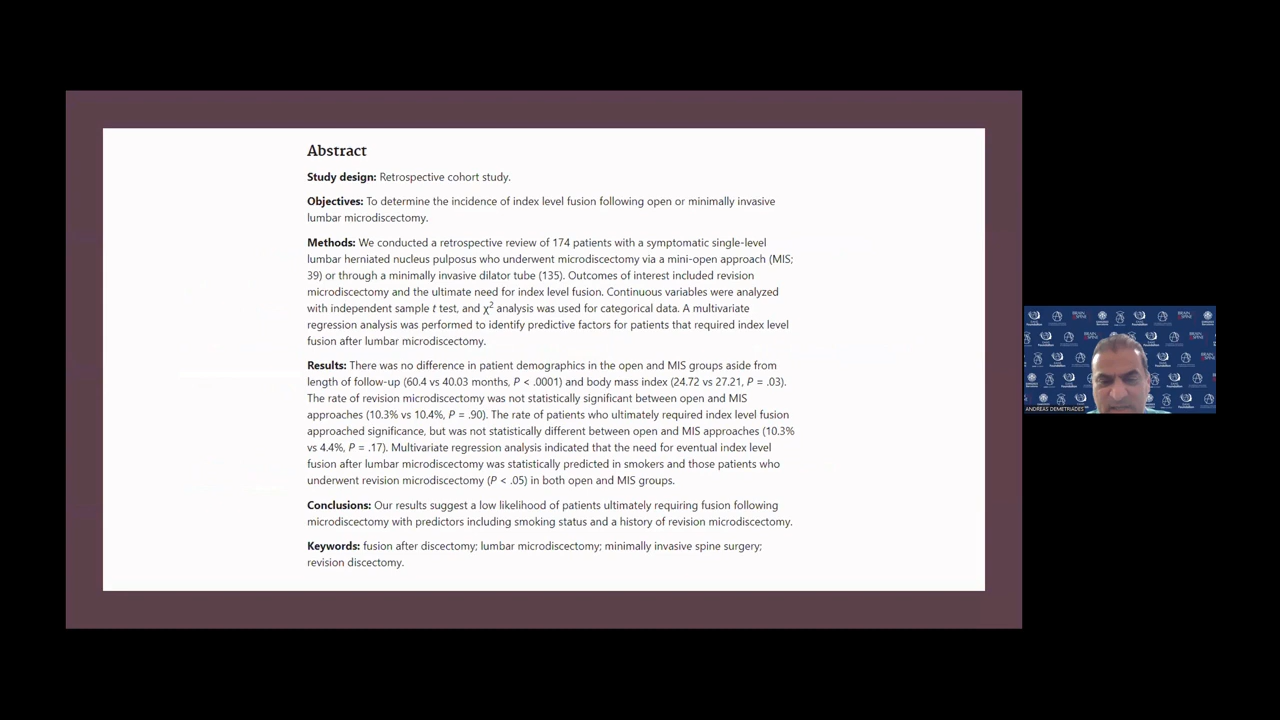 Abstract
Study design: Retrospective cohort study.
Objectives: To determine the incidence of index level fusion following open or minimally invasive
lumbar microdiscectomy.
Methods: We conducted a retrospective review of 174 patients with a symptomatic single-level
lumbar herniated nucleus pulposus who underwent microdiscectomy via a mini-open approach (MIS;
39) or through a minimally invasive dilator tube (135). Outcomes of interest included revision
microdiscectomy and the ultimate need for index level fusion. Continuous variables were analyzed
with independent sample t test, and χ² analysis was used for categorical data. A multivariate
regression analysis was performed to identify predictive factors for patients that required index level
fusion after lumbar microdiscectomy.
Results: There was no difference in patient demographics in the open and MIS groups aside from
length of follow-up (60.4 vs 40.03 months, P < .0001) and body mass index (24.72 vs 27.21, P = .03).
The rate of revision microdiscectomy was not statistically significant between open and MIS
approaches (10.3% vs 10.4%, P = .90). The rate of patients who ultimately required index level fusion
approached significance, but was not statistically different between open and MIS approaches (10.3%
vs 4.4%, P = .17). Multivariate regression analysis indicated that the need for eventual index level
fusion after lumbar microdiscectomy was statistically predicted in smokers and those patients who
underwent revision microdiscectomy (P < .05) in both open and MIS groups.
Conclusions: Our results suggest a low likelihood of patients ultimately requiring fusion following
microdiscectomy with predictors including smoking status and a history of revision microdiscectomy.
Keywords: fusion after discectomy; lumbar microdiscectomy; minimally invasive spine surgery;
revision discectomy.
ANDREAS DEMETRIADES